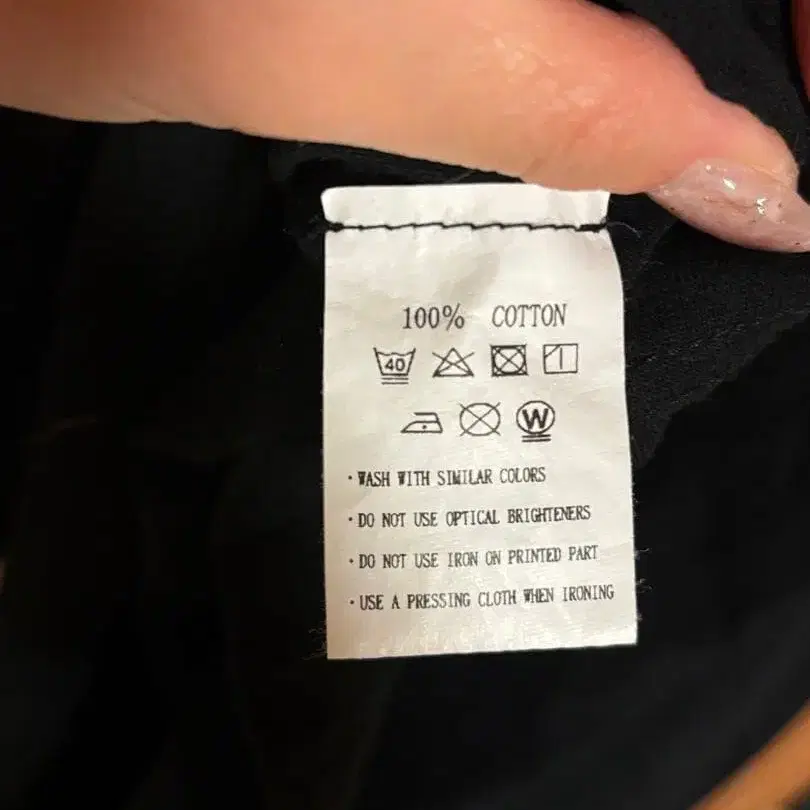 100% COTTON
40
W
· WASH WITH SIMILAR COLORS
· DO NOT USE OPTICAL BRIGHTENERS
· DO NOT USE IRON ON PRINTED PART
· USE A PRESSING CLOTH WHEN IRONING